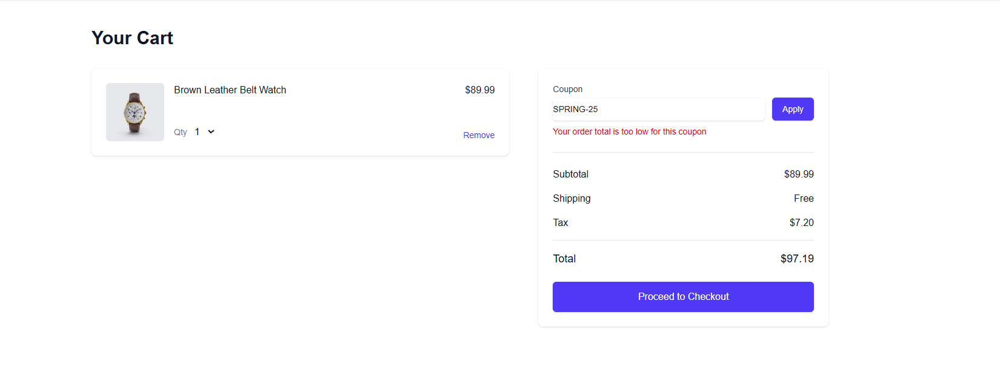 Your Cart
Brown Leather Belt Watch
$89.99
Qty 1
Remove
Coupon
SPRING-25
Apply
Your order total is too low for this coupon
Subtotal $89.99
Shipping Free
Tax $7.20
Total $97.19
Proceed to Checkout